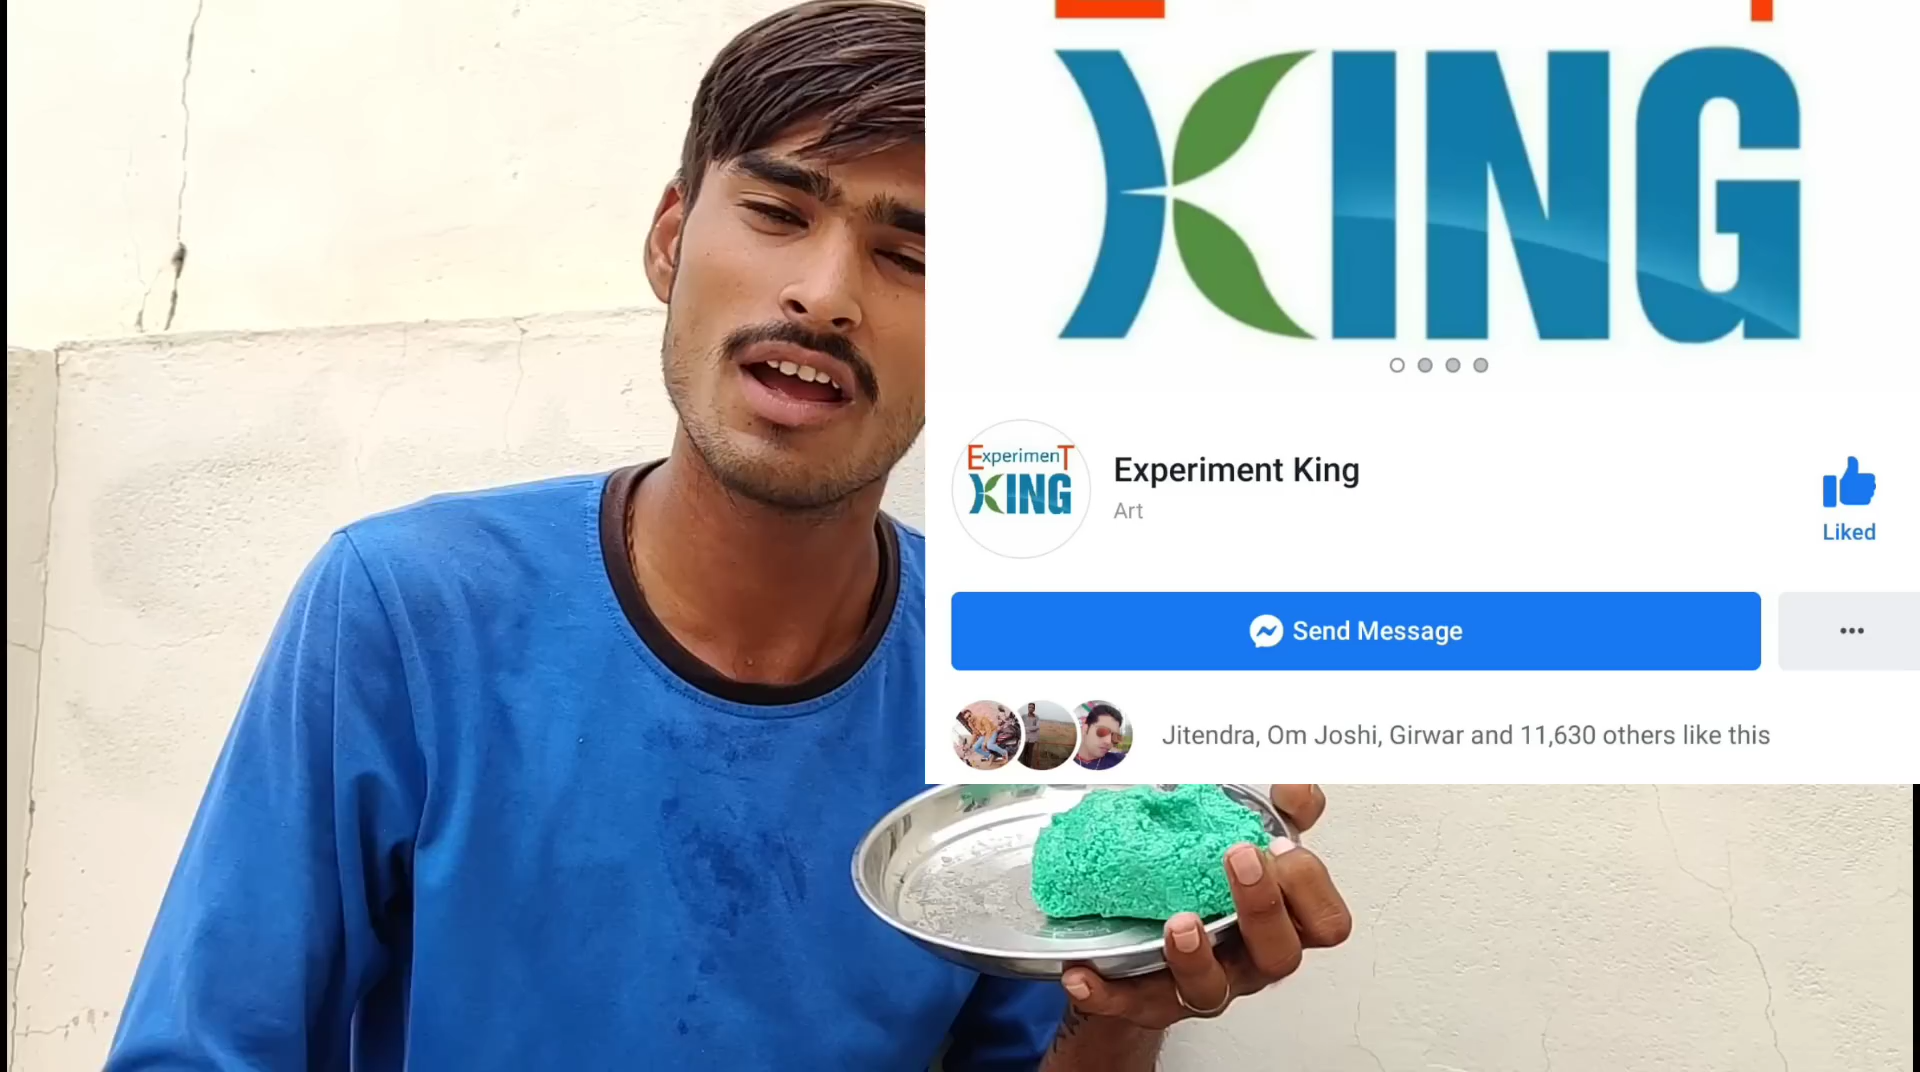 KING
ExperimenT
KING
Experiment King
Art
Liked
Send Message
Jitendra, Om Joshi, Girwar and 11,630 others like this